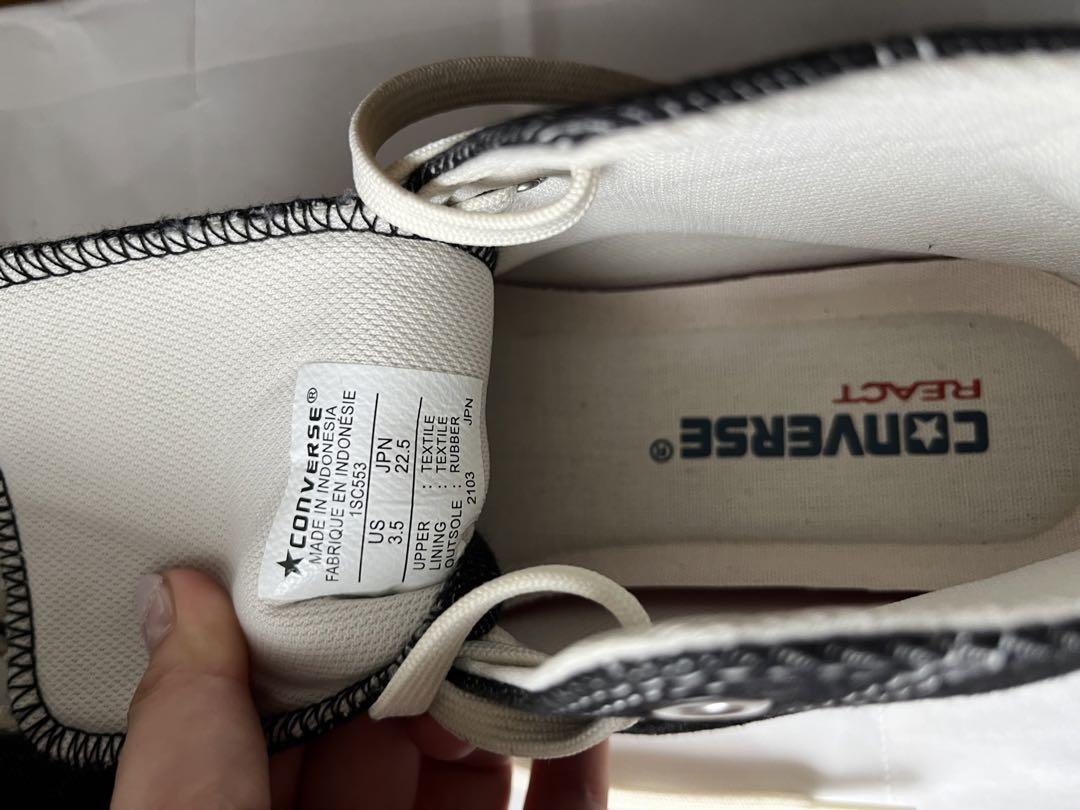 ★CONVERSE®
MADE IN INDONESIA
FABRIQUE EN INDONÉSIE
1SC553
US JPN
3.5 22.5
UPPER : TEXTILE
LINING : TEXTILE
OUTSOLE : RUBBER
2103 JPN
CONVERSE®
REACT